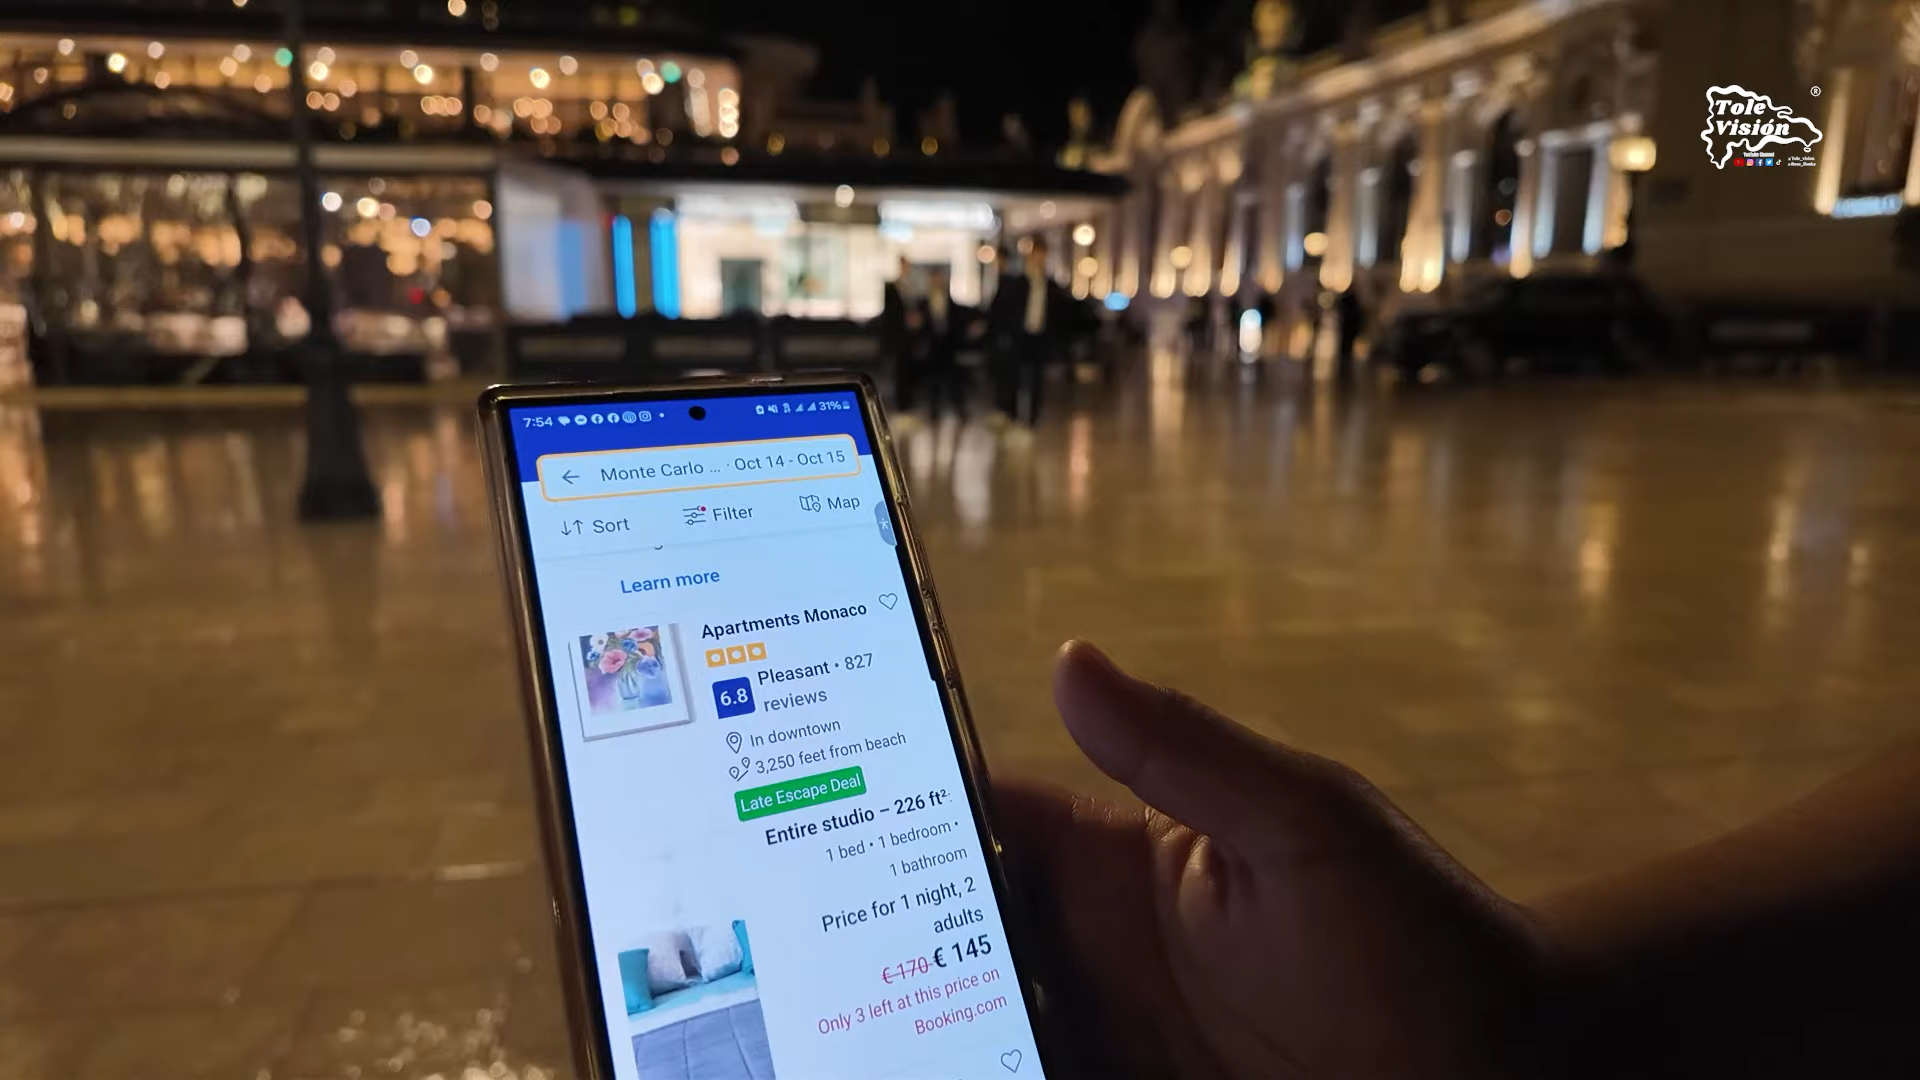 Tole
Visión
®
YouTube Channel
7:54
31%
Monte Carlo ... · Oct 14 - Oct 15
Sort
Filter
Map
Learn more
Apartments Monaco
6.8
Pleasant • 827
reviews
In downtown
3,250 feet from beach
Late Escape Deal
Entire studio – 226 ft²:
1 bed • 1 bedroom •
1 bathroom
Price for 1 night, 2
adults
€ 170 € 145
Only 3 left at this price on
Booking.com